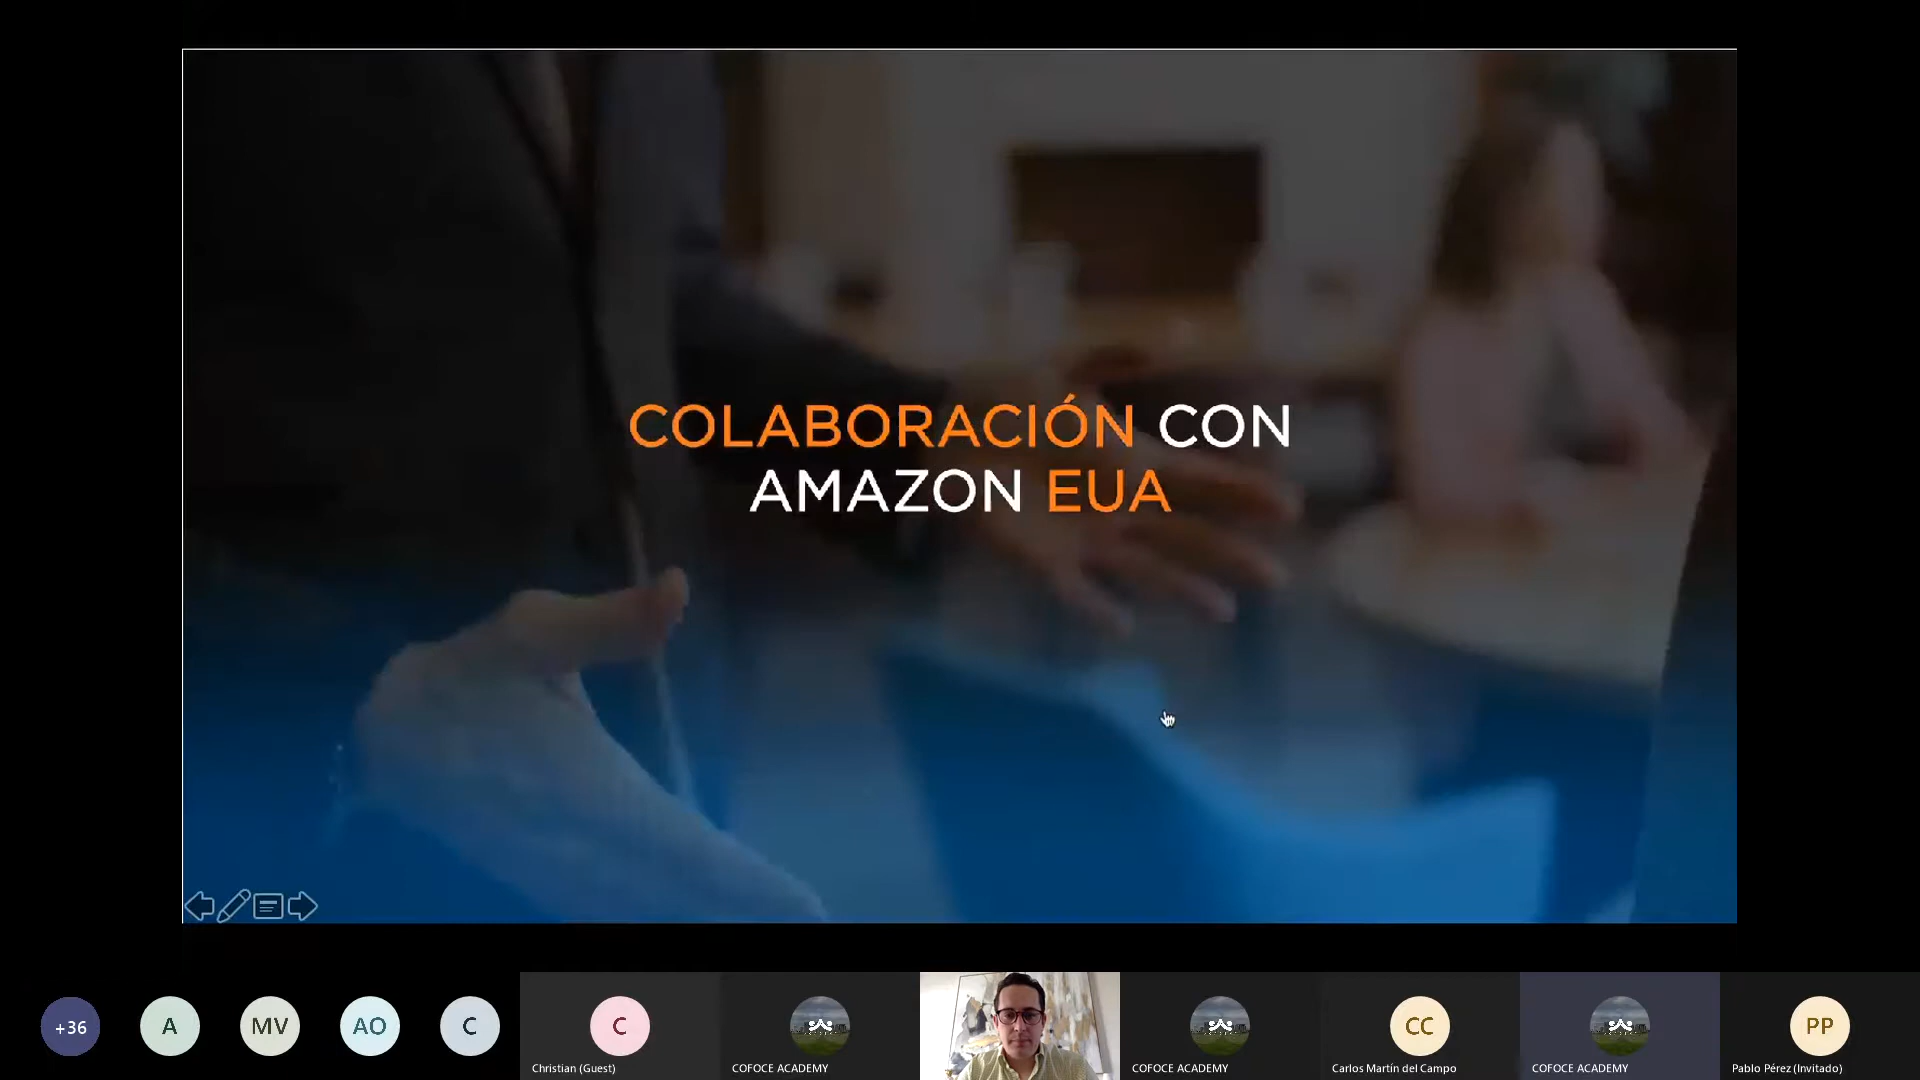 COLABORACIÓN CON
AMAZON EUA
+36
A
MV
AO
C
C
CC
PP
Christian (Guest)
COFOCE ACADEMY
COFOCE ACADEMY
Carlos Martín del Campo
COFOCE ACADEMY
Pablo Pérez (Invitado)